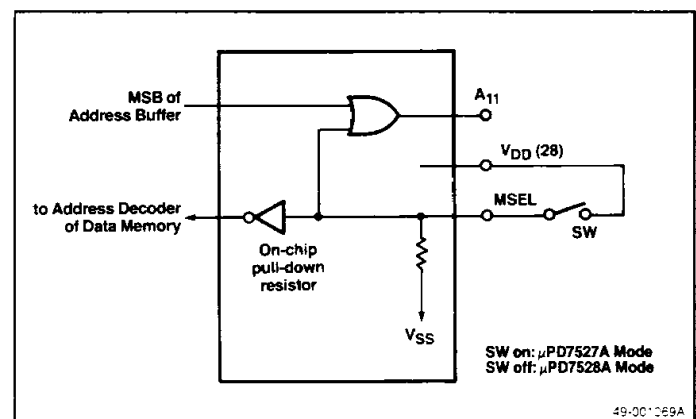 MSB of
Address Buffer
A11
VDD (28)
to Address Decoder
of Data Memory
MSEL
SW
On-chip
pull-down
resistor
VSS
SW on: μPD7527A Mode
SW off: μPD7528A Mode